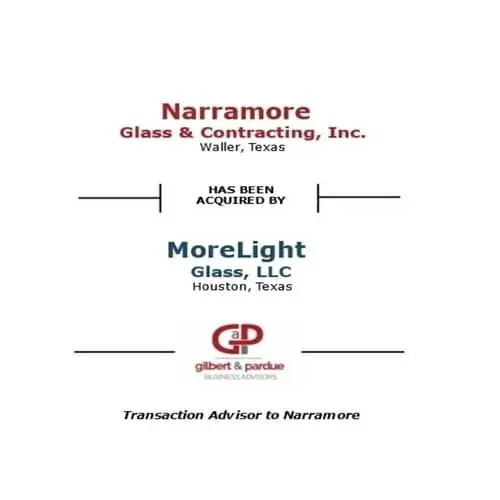 Narramore
Glass & Contracting, Inc.
Waller, Texas
HAS BEEN
ACQUIRED BY
MoreLight
Glass, LLC
Houston, Texas
GaP
gilbert & pardue
BUSINESS ADVISORS
Transaction Advisor to Narramore